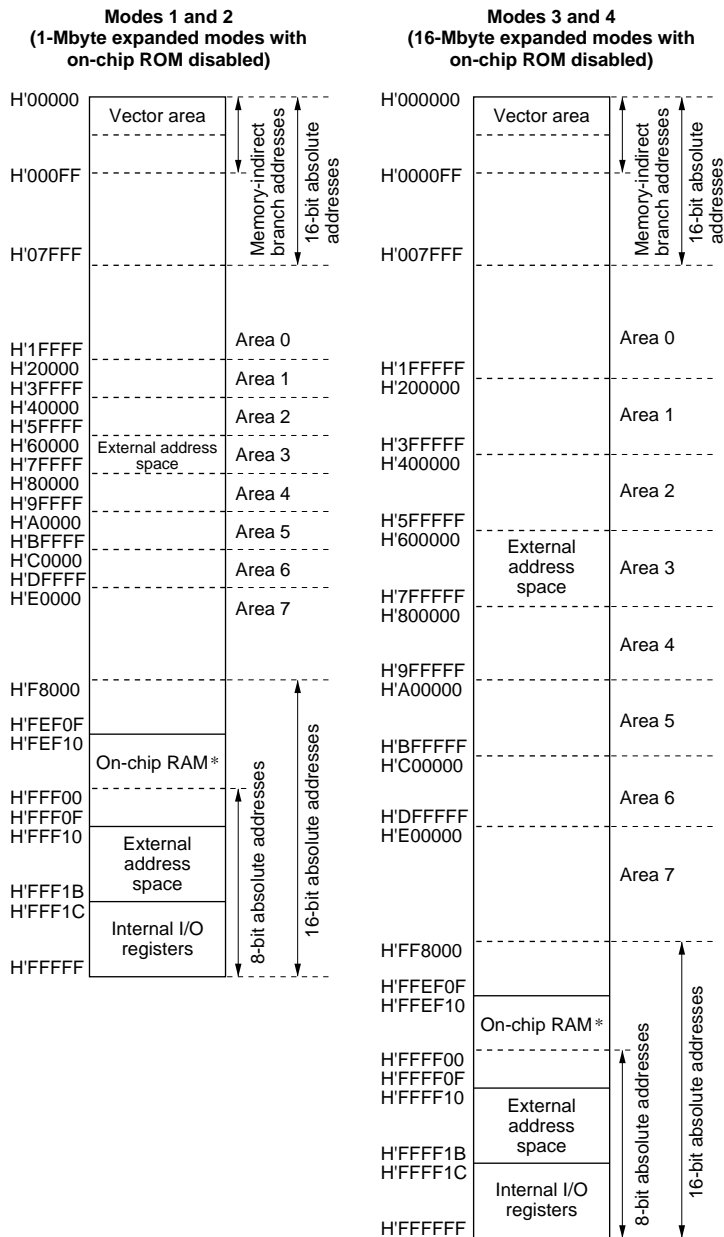 Modes 1 and 2
(1-Mbyte expanded modes with
on-chip ROM disabled)
H'00000
Vector area
H'000FF
Memory-indirect
branch addresses
16-bit absolute
addresses
H'07FFF
Area 0
H'1FFFF
H'20000
Area 1
H'3FFFF
H'40000
Area 2
H'5FFFF
H'60000
External address
space
Area 3
H'7FFFF
H'80000
Area 4
H'9FFFF
H'A0000
Area 5
H'BFFFF
H'C0000
Area 6
H'DFFFF
H'E0000
Area 7
H'F8000
H'FEF0F
H'FEF10
On-chip RAM*
H'FFF00
H'FFF0F
H'FFF10
External
address
space
H'FFF1B
H'FFF1C
Internal I/O
registers
H'FFFFF
8-bit absolute addresses
16-bit absolute addresses
Modes 3 and 4
(16-Mbyte expanded modes with
on-chip ROM disabled)
H'000000
Vector area
H'0000FF
Memory-indirect
branch addresses
16-bit absolute
addresses
H'007FFF
Area 0
H'1FFFFF
H'200000
Area 1
H'3FFFFF
H'400000
Area 2
H'5FFFFF
H'600000
External
address
space
Area 3
H'7FFFFF
H'800000
Area 4
H'9FFFFF
H'A00000
Area 5
H'BFFFFF
H'C00000
Area 6
H'DFFFFF
H'E00000
Area 7
H'FF8000
H'FFEF0F
H'FFEF10
On-chip RAM*
H'FFFF00
H'FFFF0F
H'FFFF10
External
address
space
H'FFFF1B
H'FFFF1C
Internal I/O
registers
H'FFFFFF
8-bit absolute addresses
16-bit absolute addresses